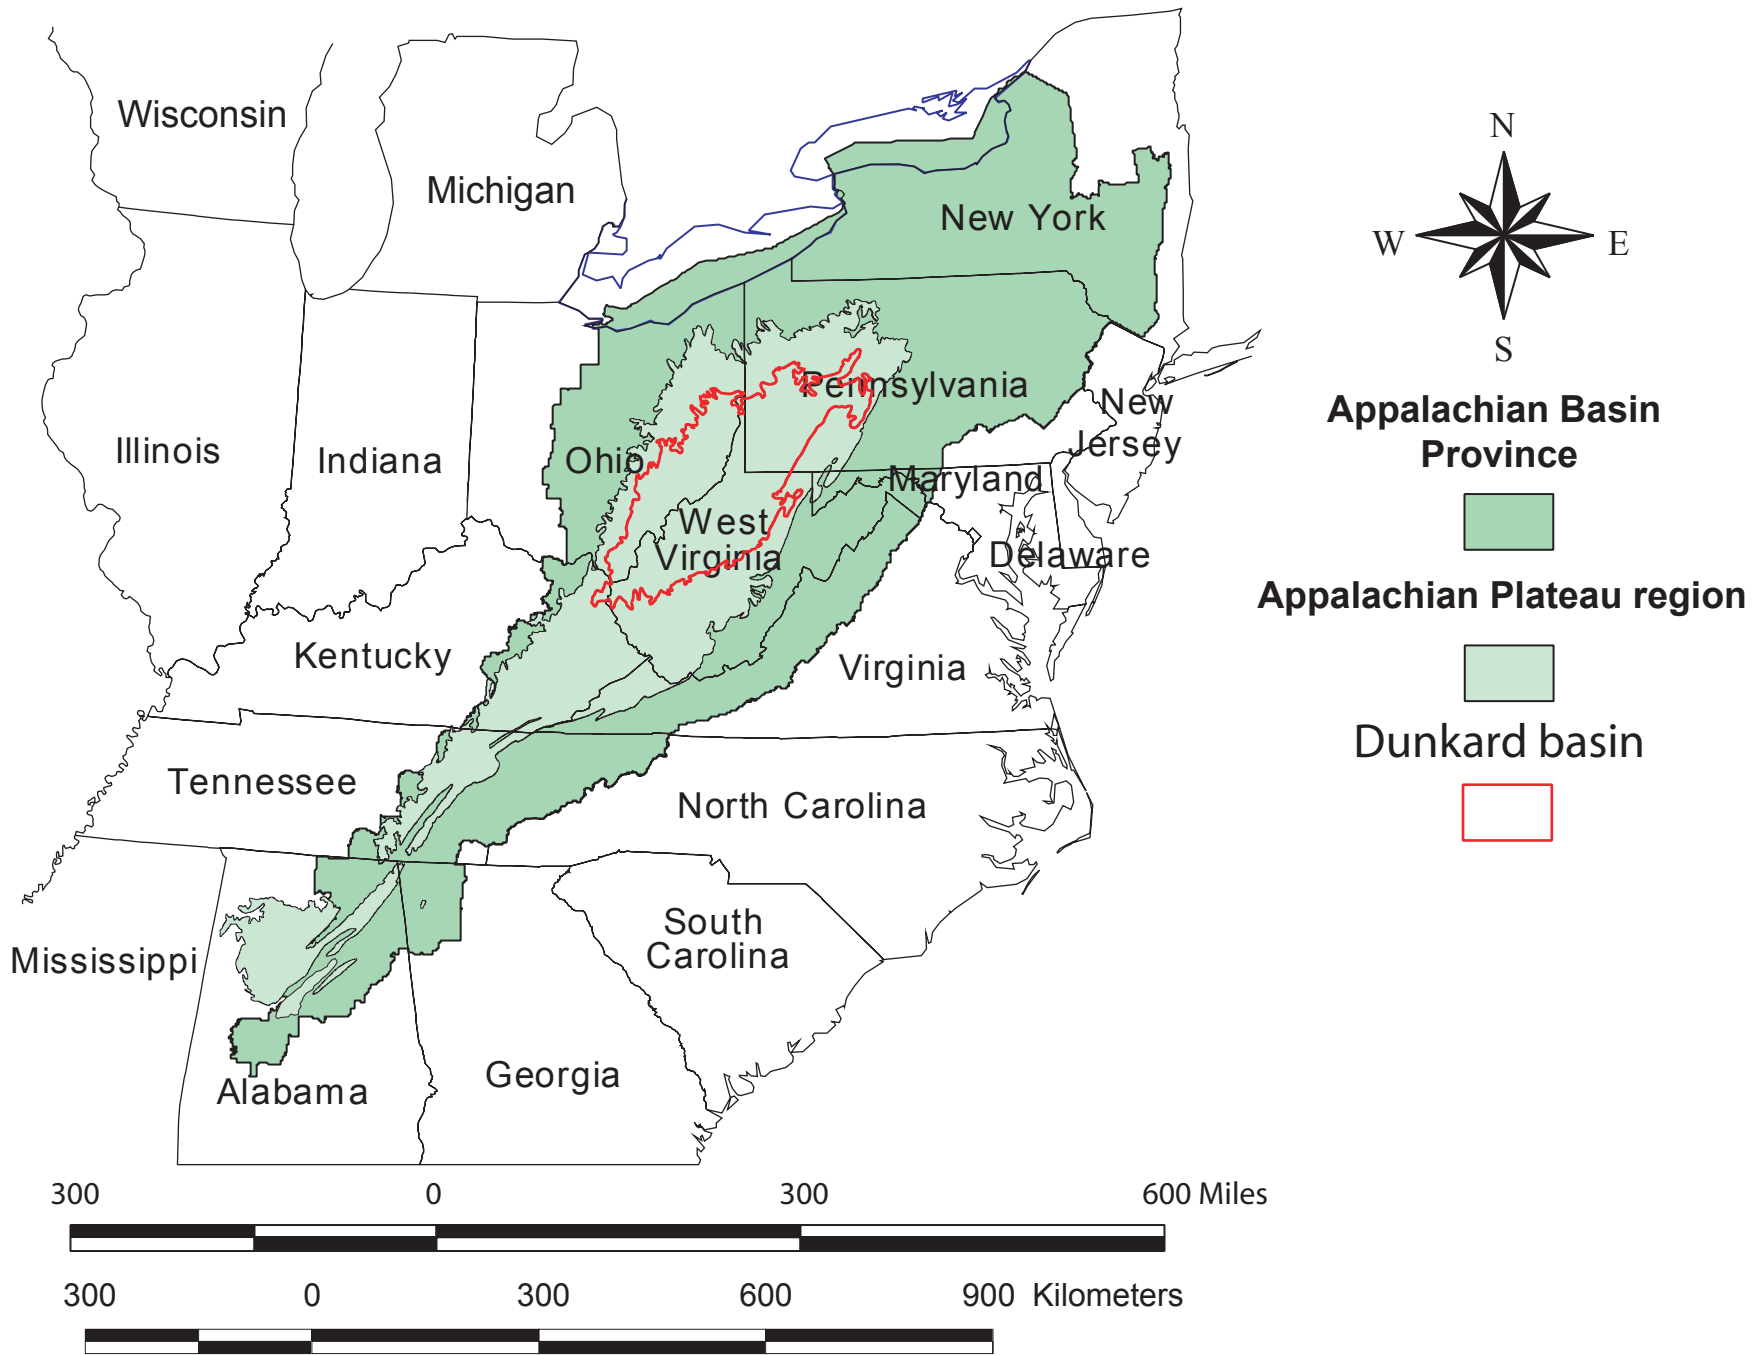 Wisconsin
Michigan
New York
Illinois
Indiana
Ohio
Pennsylvania
New
Jersey
Maryland
West
Virginia
Delaware
Kentucky
Virginia
Tennessee
North Carolina
South
Carolina
Mississippi
Alabama
Georgia
N
W
E
S
Appalachian Basin
Province
Appalachian Plateau region
Dunkard basin
300 0 300 600 Miles
300 0 300 600 900 Kilometers